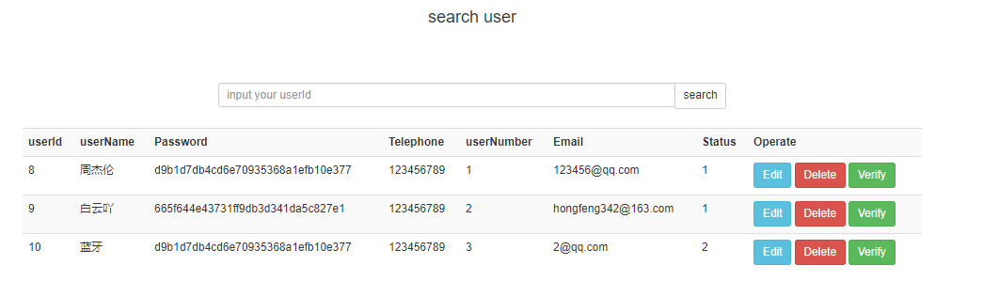 search user
input your userId search
userId userName Password Telephone userNumber Email Status Operate
8 周杰伦 d9b1d7db4cd6e70935368a1efb10e377 123456789 1 123456@qq.com 1 Edit Delete Verify
9 白云吖 665f644e43731ff9db3d341da5c827e1 123456789 2 hongfeng342@163.com 1 Edit Delete Verify
10 蓝牙 d9b1d7db4cd6e70935368a1efb10e377 123456789 3 2@qq.com 2 Edit Delete Verify